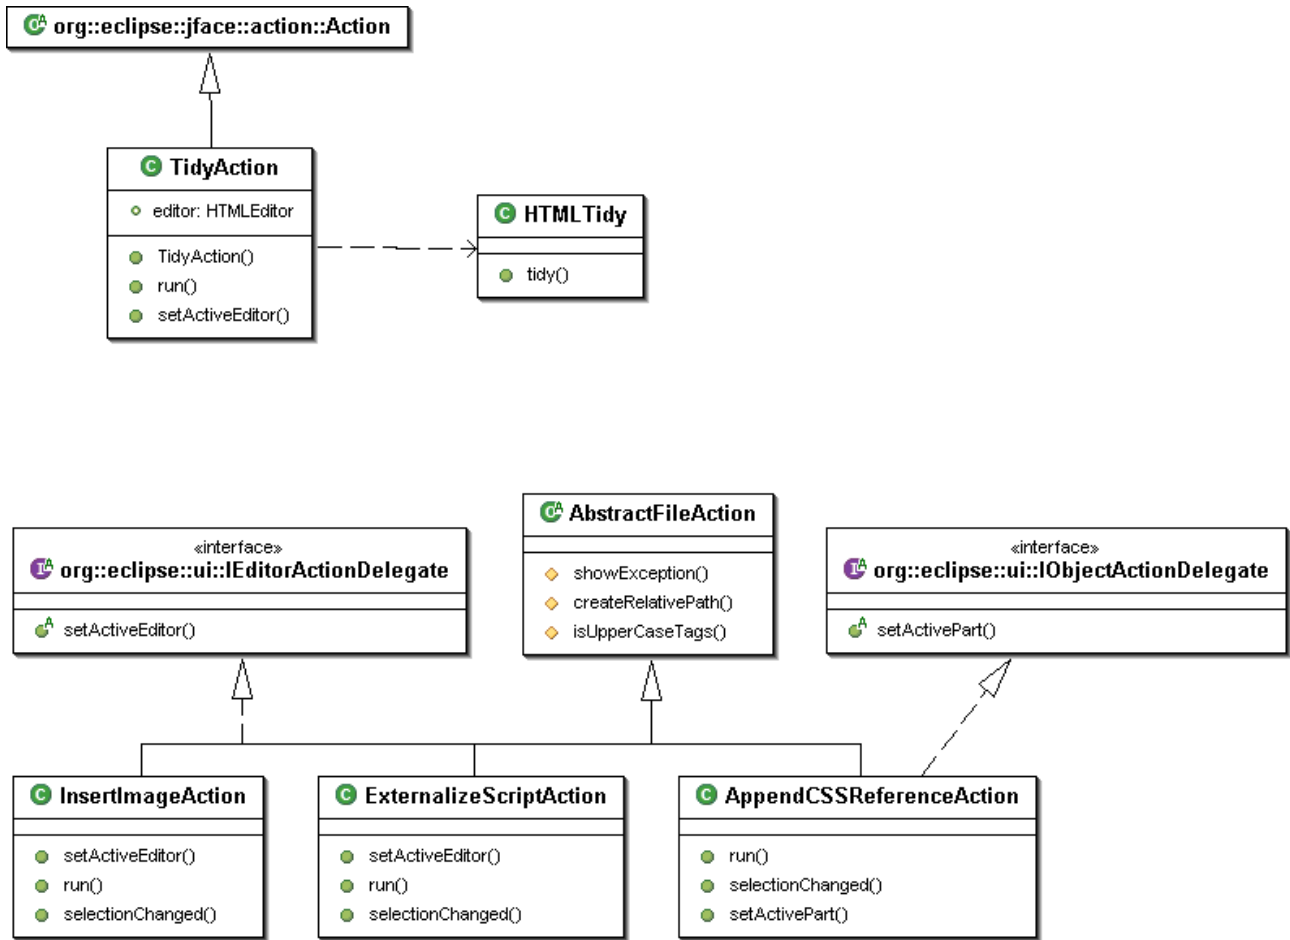 org::eclipse::jface::action::Action
TidyAction
editor: HTMLEditor
TidyAction()
run()
setActiveEditor()
HTMLTidy
tidy()
«interface»
org::eclipse::ui::IEditorActionDelegate
setActiveEditor()
AbstractFileAction
showException()
createRelativePath()
isUpperCaseTags()
«interface»
org::eclipse::ui::IObjectActionDelegate
setActivePart()
InsertImageAction
setActiveEditor()
run()
selectionChanged()
ExternalizeScriptAction
setActiveEditor()
run()
selectionChanged()
AppendCSSReferenceAction
run()
selectionChanged()
setActivePart()